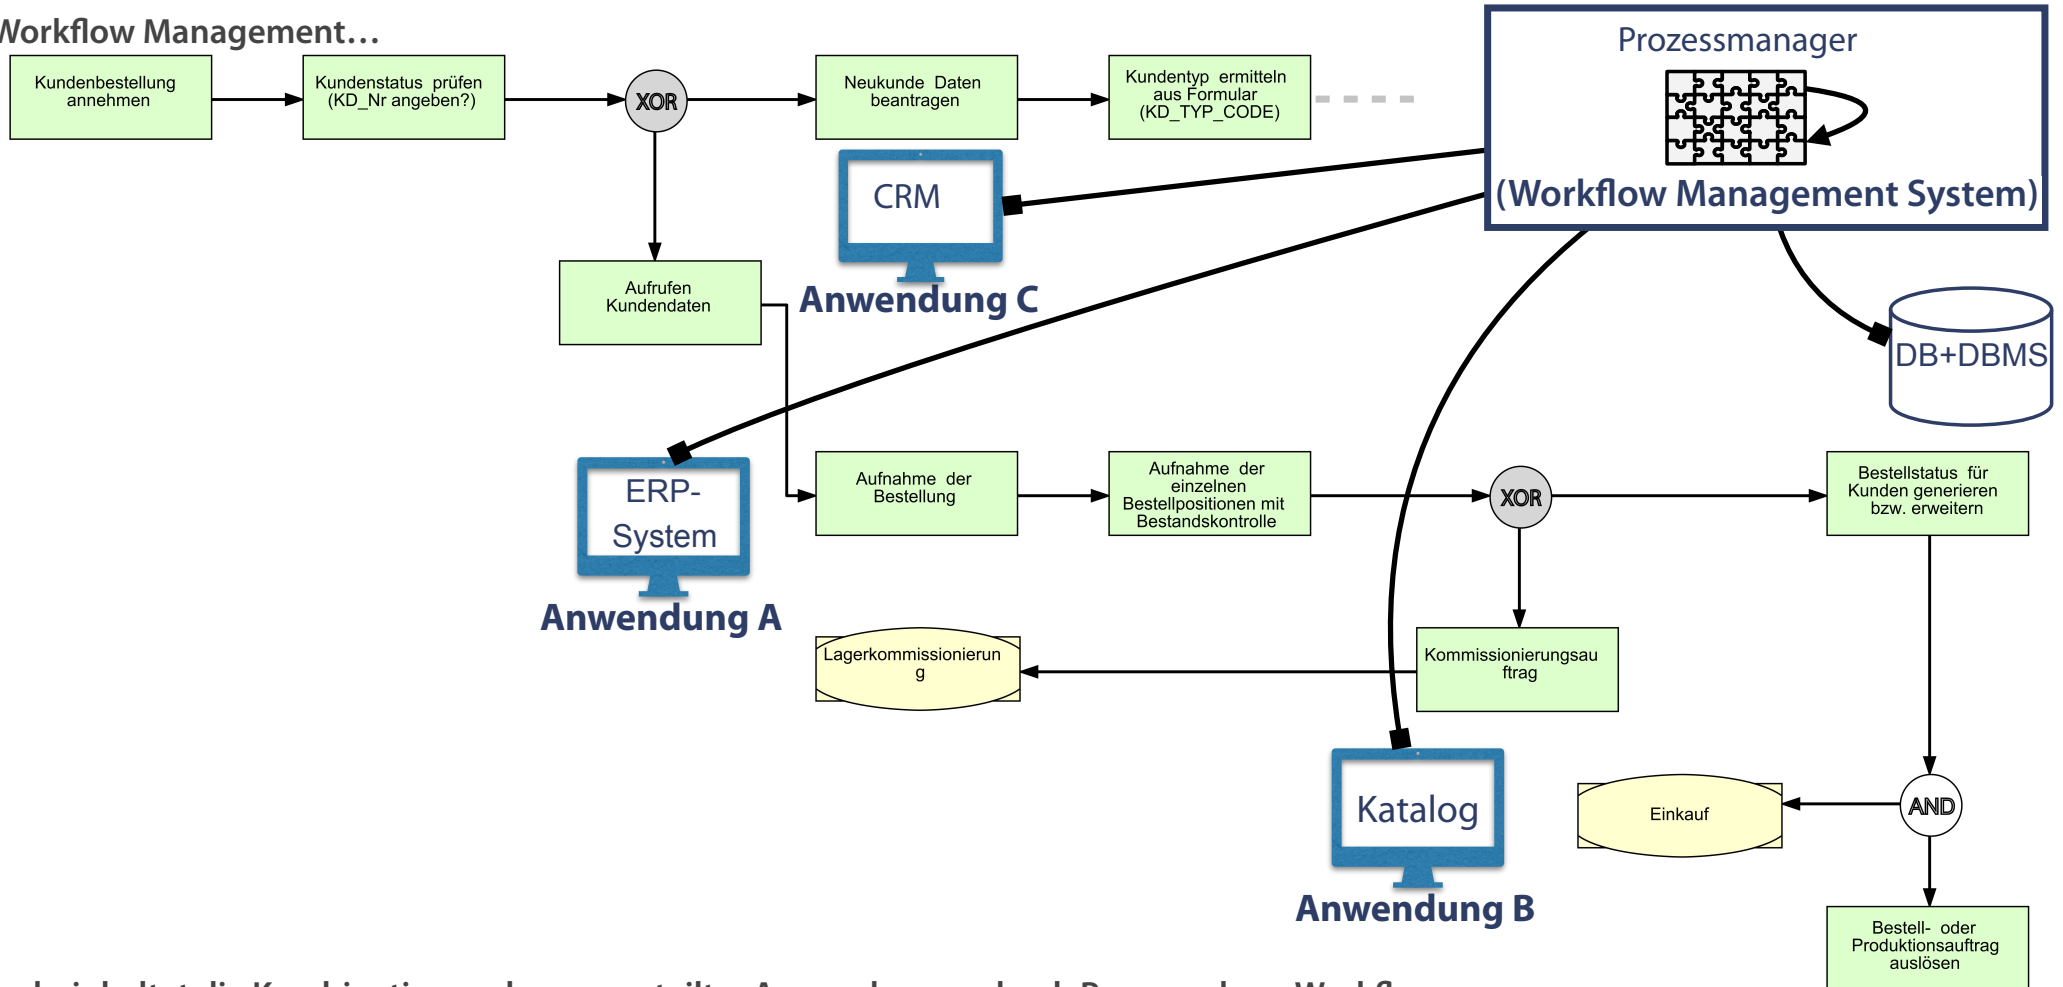 Workflow Management…
Kundenbestellung
annehmen
Kundenstatus prüfen
(KD_Nr angeben?)
XOR
Neukunde Daten
beantragen
Kundentyp ermitteln
aus Formular
(KD_TYP_CODE)
Prozessmanager
(Workflow Management System)
CRM
Anwendung C
Aufrufen
Kundendaten
DB+DBMS
ERP-
System
Anwendung A
Aufnahme der
Bestellung
Aufnahme der
einzelnen
Bestellpositionen mit
Bestandskontrolle
XOR
Bestellstatus für
Kunden generieren
bzw. erweitern
Lagerkommissionierun
g
Kommissionierungsau
ftrag
Katalog
Anwendung B
Einkauf
AND
Bestell- oder
Produktionsauftrag
auslösen